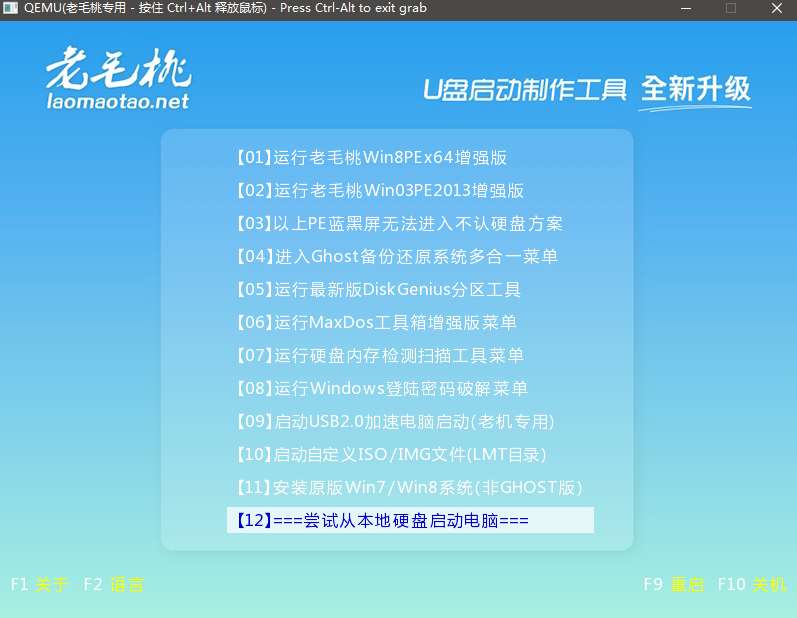 QEMU(老毛桃专用 - 按住 Ctrl+Alt 释放鼠标) - Press Ctrl-Alt to exit grab
老毛桃
laomaotao.net
U盘启动制作工具 全新升级
【01】运行老毛桃Win8PEx64增强版
【02】运行老毛桃Win03PE2013增强版
【03】以上PE蓝黑屏无法进入不认硬盘方案
【04】进入Ghost备份还原系统多合一菜单
【05】运行最新版DiskGenius分区工具
【06】运行MaxDos工具箱增强版菜单
【07】运行硬盘内存检测扫描工具菜单
【08】运行Windows登陆密码破解菜单
【09】启动USB2.0加速电脑启动(老机专用)
【10】启动自定义ISO/IMG文件(LMT目录)
【11】安装原版Win7/Win8系统(非GHOST版)
【12】===尝试从本地硬盘启动电脑===
F1 关于 F2 语言 F9 重启 F10 关机